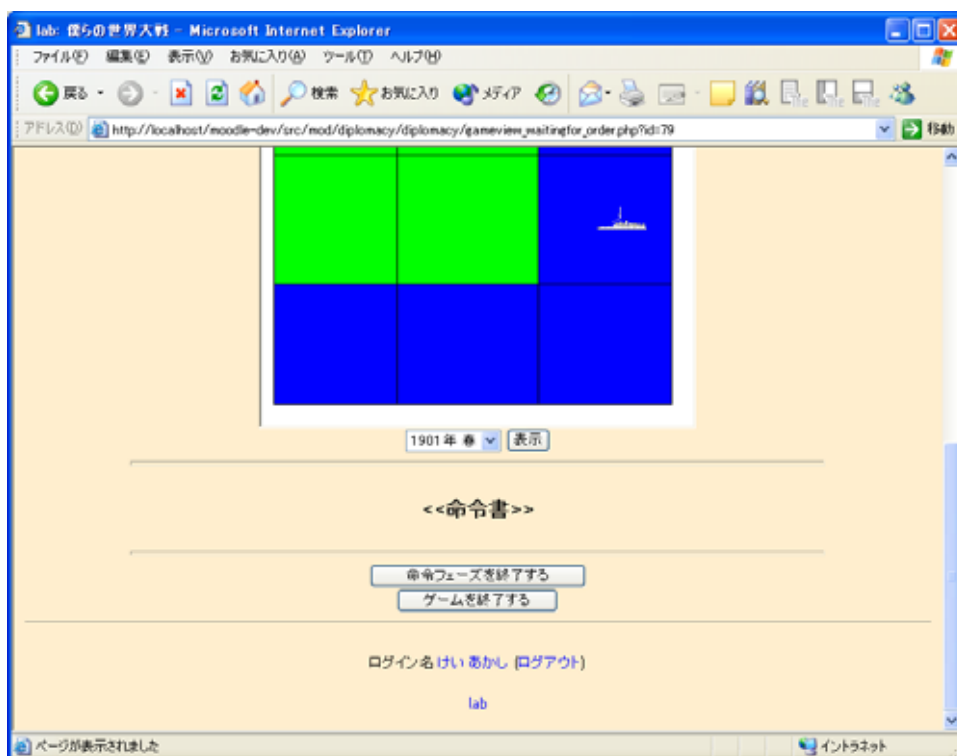 lab: 僕らの世界大戦 - Microsoft Internet Explorer
ファイル(F) 編集(E) 表示(V) お気に入り(A) ツール(T) ヘルプ(H)
戻る 検索 お気に入り メディア
アドレス(D) http://localhost/moodle-dev/src/mod/diplomacy/diplomacy/gameview_waitingfor_order.php?id=79 移動
1901年 春 表示
<<命令書>>
命令フェーズを終了する
ゲームを終了する
ログイン名けい あかし (ログアウト)
lab
ページが表示されました イントラネット